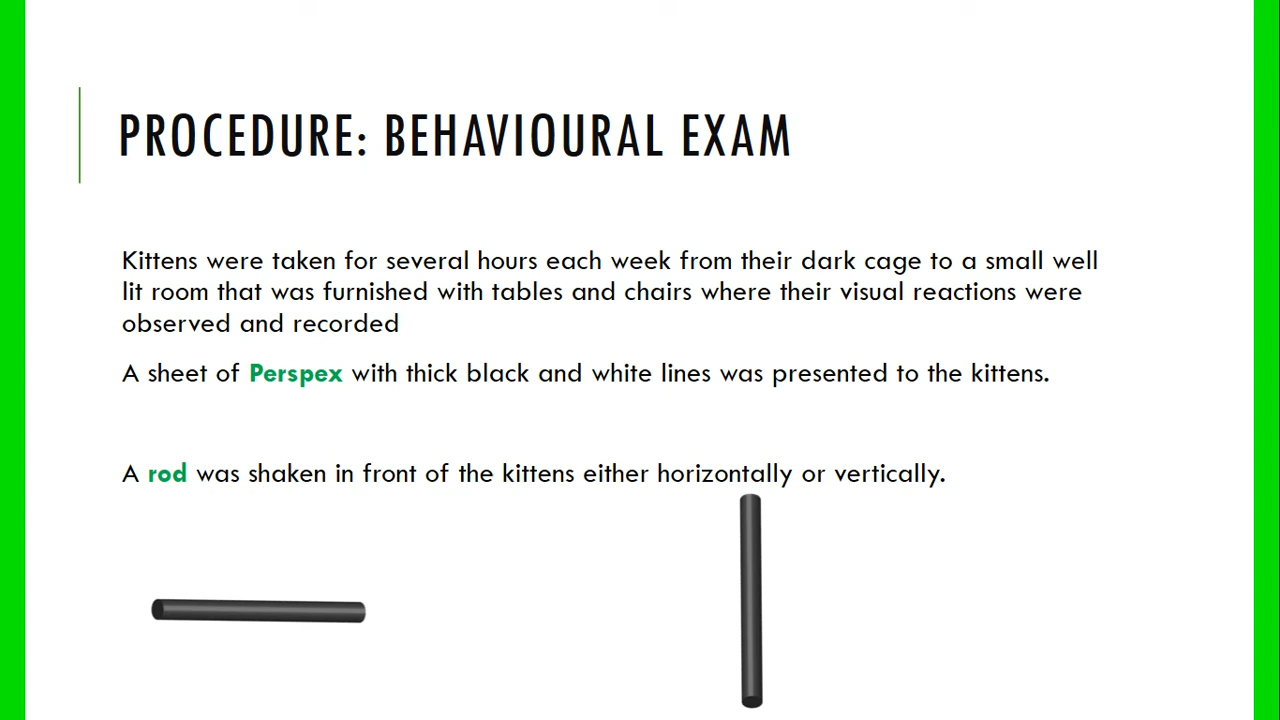 PROCEDURE: BEHAVIOURAL EXAM
Kittens were taken for several hours each week from their dark cage to a small well
lit room that was furnished with tables and chairs where their visual reactions were
observed and recorded
A sheet of Perspex with thick black and white lines was presented to the kittens.
A rod was shaken in front of the kittens either horizontally or vertically.